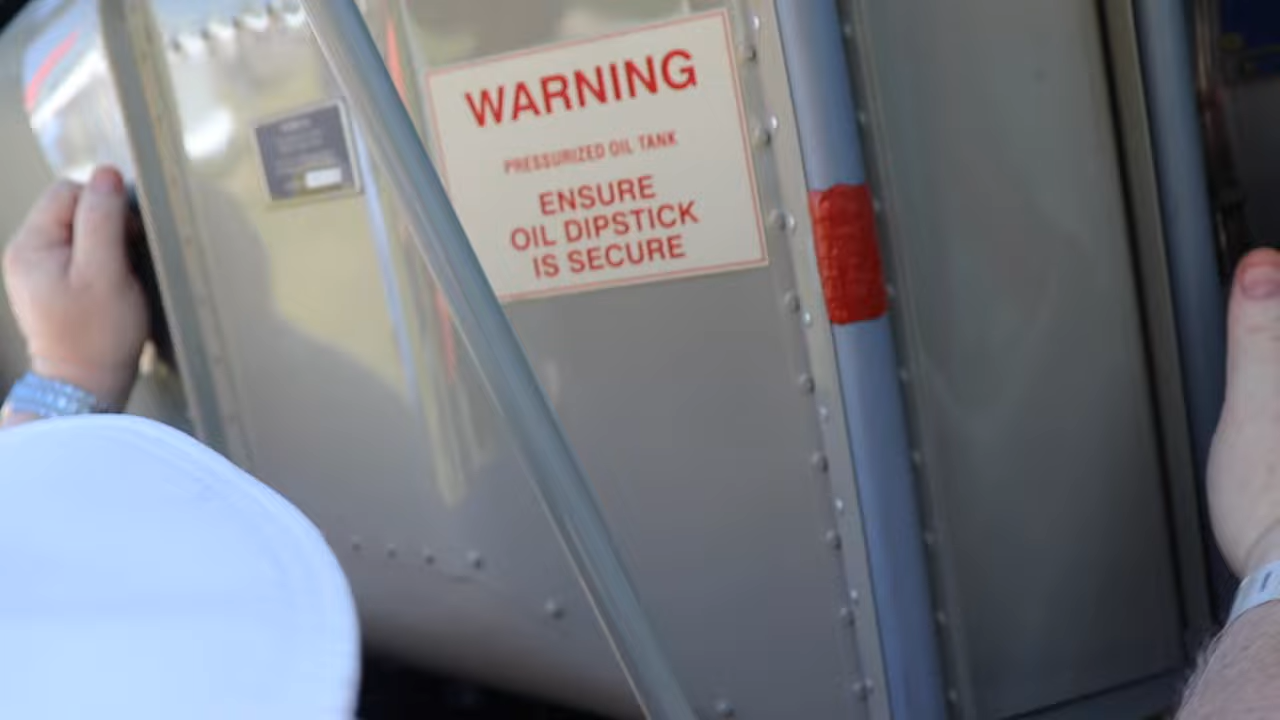 WARNING
PRESSURIZED OIL TANK
ENSURE
OIL DIPSTICK
IS SECURE